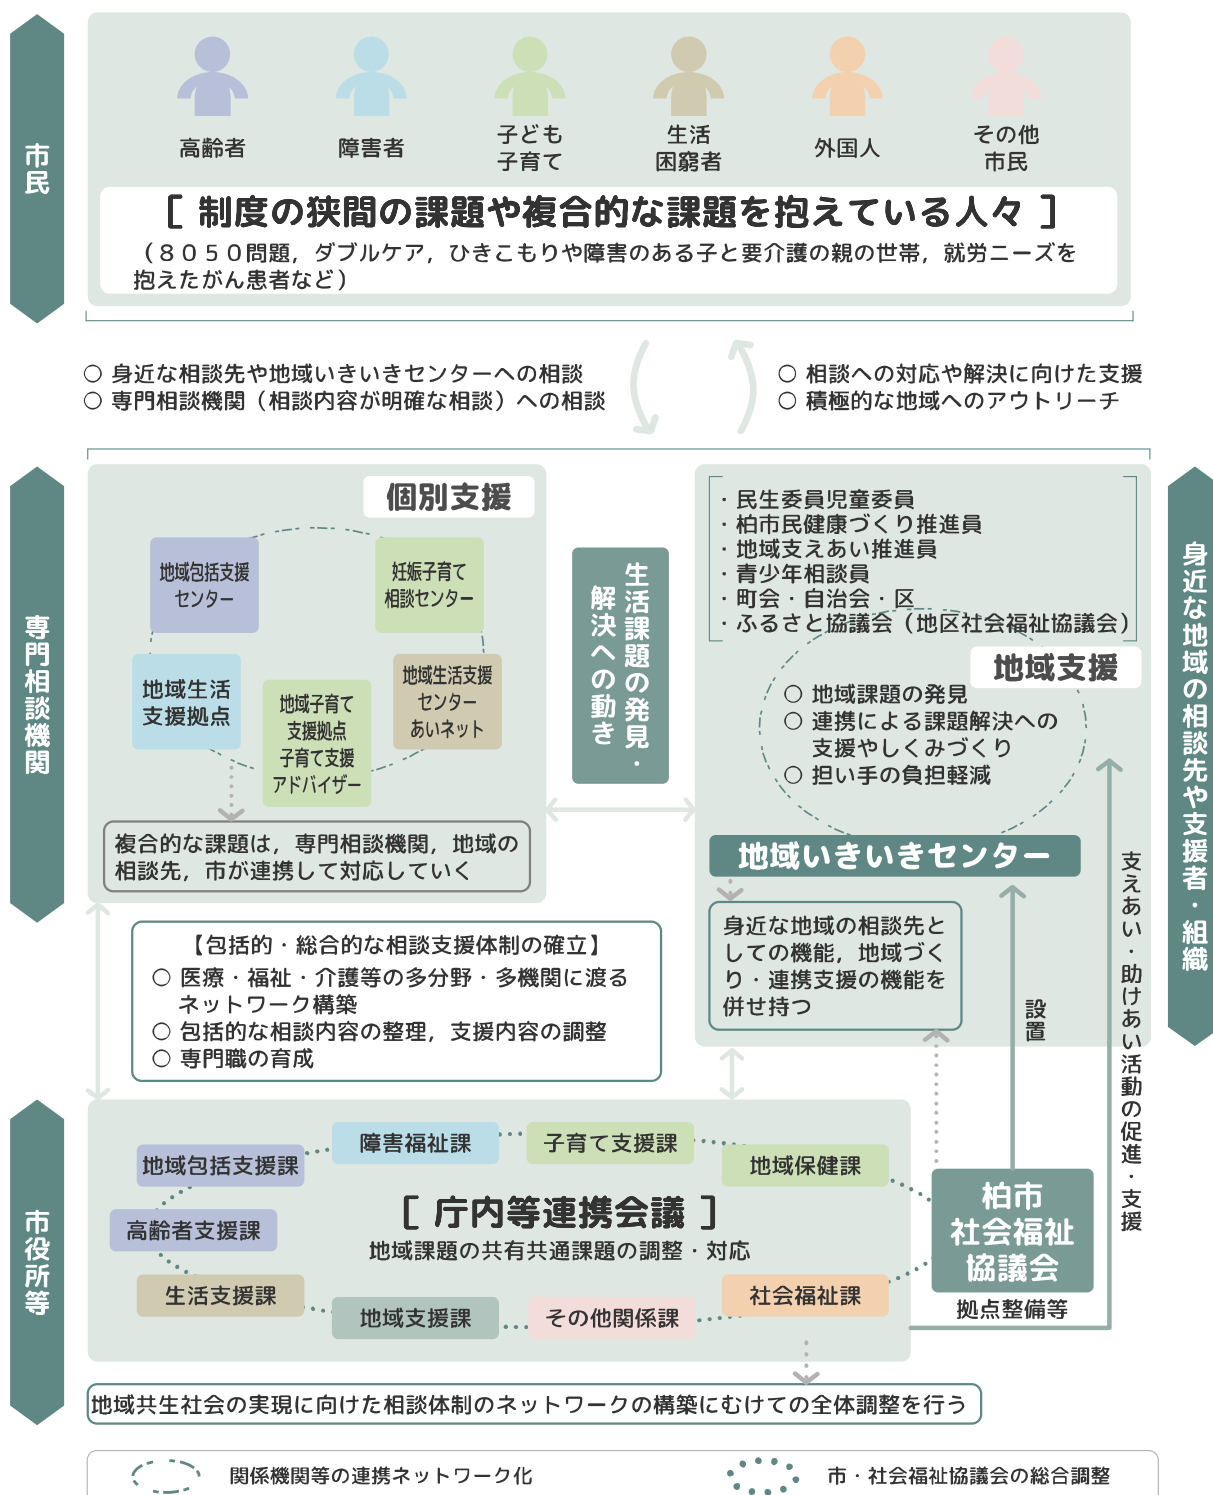 市民
高齢者
障害者
子ども
子育て
生活
困窮者
外国人
その他
市民
［ 制度の狭間の課題や複合的な課題を抱えている人々 ］
（８０５０問題，ダブルケア，ひきこもりや障害のある子と要介護の親の世帯，就労ニーズを
抱えたがん患者など）
○ 身近な相談先や地域いきいきセンターへの相談
○ 専門相談機関（相談内容が明確な相談）への相談
○ 相談への対応や解決に向けた支援
○ 積極的な地域へのアウトリーチ
専門相談機関
個別支援
地域包括支援
センター
妊娠子育て
相談センター
地域生活
支援拠点
地域子育て
支援拠点
子育て支援
アドバイザー
地域生活支援
センター
あいネット
複合的な課題は，専門相談機関，地域の
相談先，市が連携して対応していく
生活課題の発見・
解決への動き
・民生委員児童委員
・柏市民健康づくり推進員
・地域支えあい推進員
・青少年相談員
・町会・自治会・区
・ふるさと協議会（地区社会福祉協議会）
地域支援
○ 地域課題の発見
○ 連携による課題解決への
支援やしくみづくり
○ 担い手の負担軽減
地域いきいきセンター
身近な地域の相談先と
しての機能，地域づく
り・連携支援の機能を
併せ持つ
身近な地域の相談先や支援者・組織
【包括的・総合的な相談支援体制の確立】
○ 医療・福祉・介護等の多分野・多機関に渡る
ネットワーク構築
○ 包括的な相談内容の整理，支援内容の調整
○ 専門職の育成
設置
支えあい・助けあい活動の促進・支援
市役所等
地域包括支援課
障害福祉課
子育て支援課
地域保健課
高齢者支援課
［ 庁内等連携会議 ］
地域課題の共有共通課題の調整・対応
生活支援課
地域支援課
その他関係課
社会福祉課
柏市
社会福祉
協議会
拠点整備等
地域共生社会の実現に向けた相談体制のネットワークの構築にむけての全体調整を行う
関係機関等の連携ネットワーク化
市・社会福祉協議会の総合調整